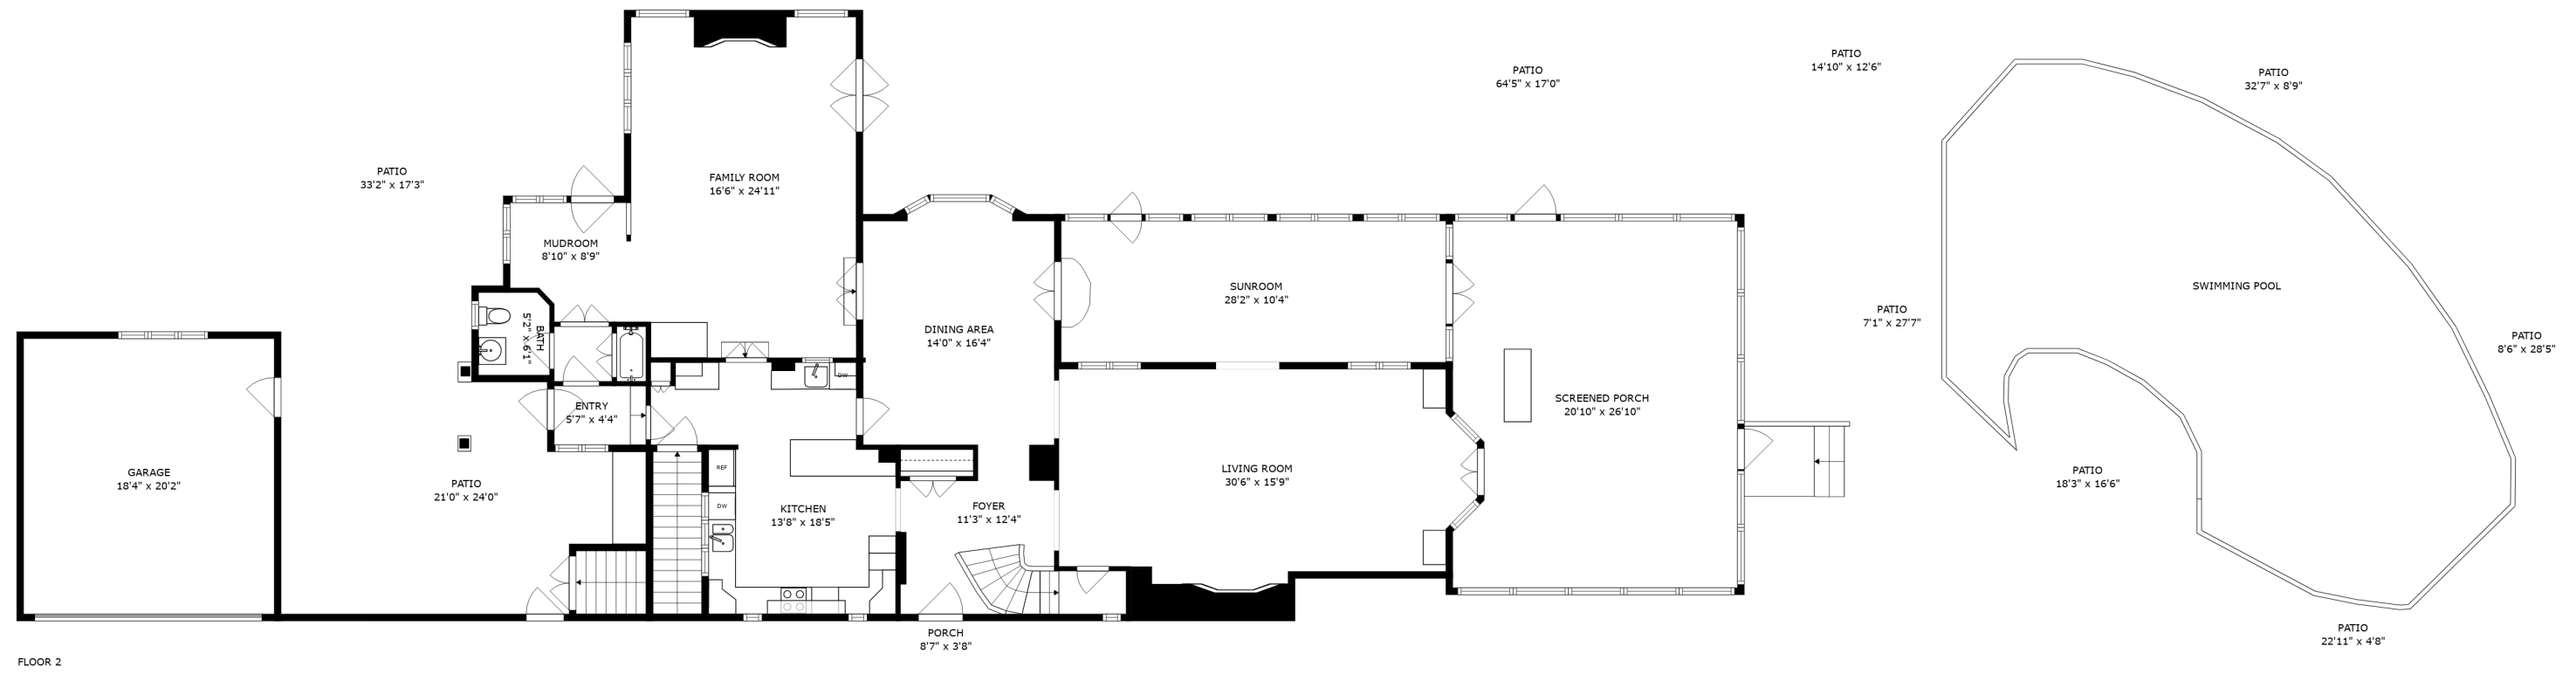 PATIO
14'10" x 12'6"
PATIO
64'5" x 17'0"
PATIO
32'7" x 8'9"
PATIO
33'2" x 17'3"
FAMILY ROOM
16'6" x 24'11"
MUDROOM
8'10" x 8'9"
SUNROOM
28'2" x 10'4"
SWIMMING POOL
BATH
5'2" x 6'1"
DINING AREA
14'0" x 16'4"
PATIO
7'1" x 27'7"
PATIO
8'6" x 28'5"
DW
ENTRY
5'7" x 4'4"
SCREENED PORCH
20'10" x 26'10"
GARAGE
18'4" x 20'2"
PATIO
21'0" x 24'0"
REF
DW
KITCHEN
13'8" x 18'5"
FOYER
11'3" x 12'4"
LIVING ROOM
30'6" x 15'9"
PATIO
18'3" x 16'6"
PORCH
8'7" x 3'8"
PATIO
22'11" x 4'8"
FLOOR 2